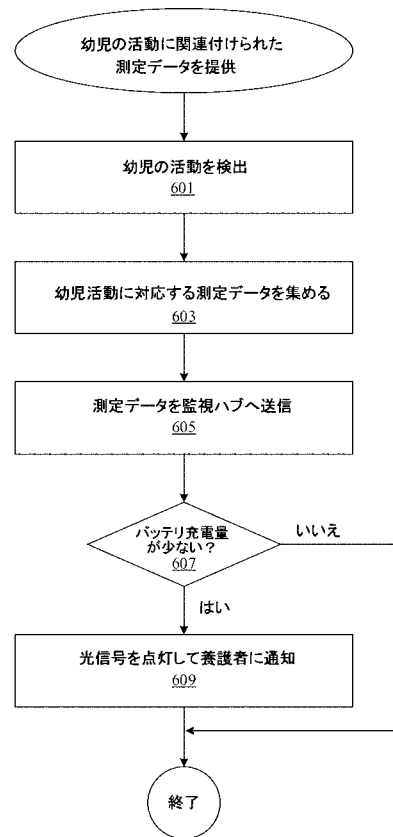 幼児の活動に関連付けられた
測定データを提供
幼児の活動を検出
601
幼児活動に対応する測定データを集める
603
測定データを監視ハブへ送信
605
バッテリ充電量
が少ない？
607
いいえ
はい
光信号を点灯して養護者に通知
609
終了